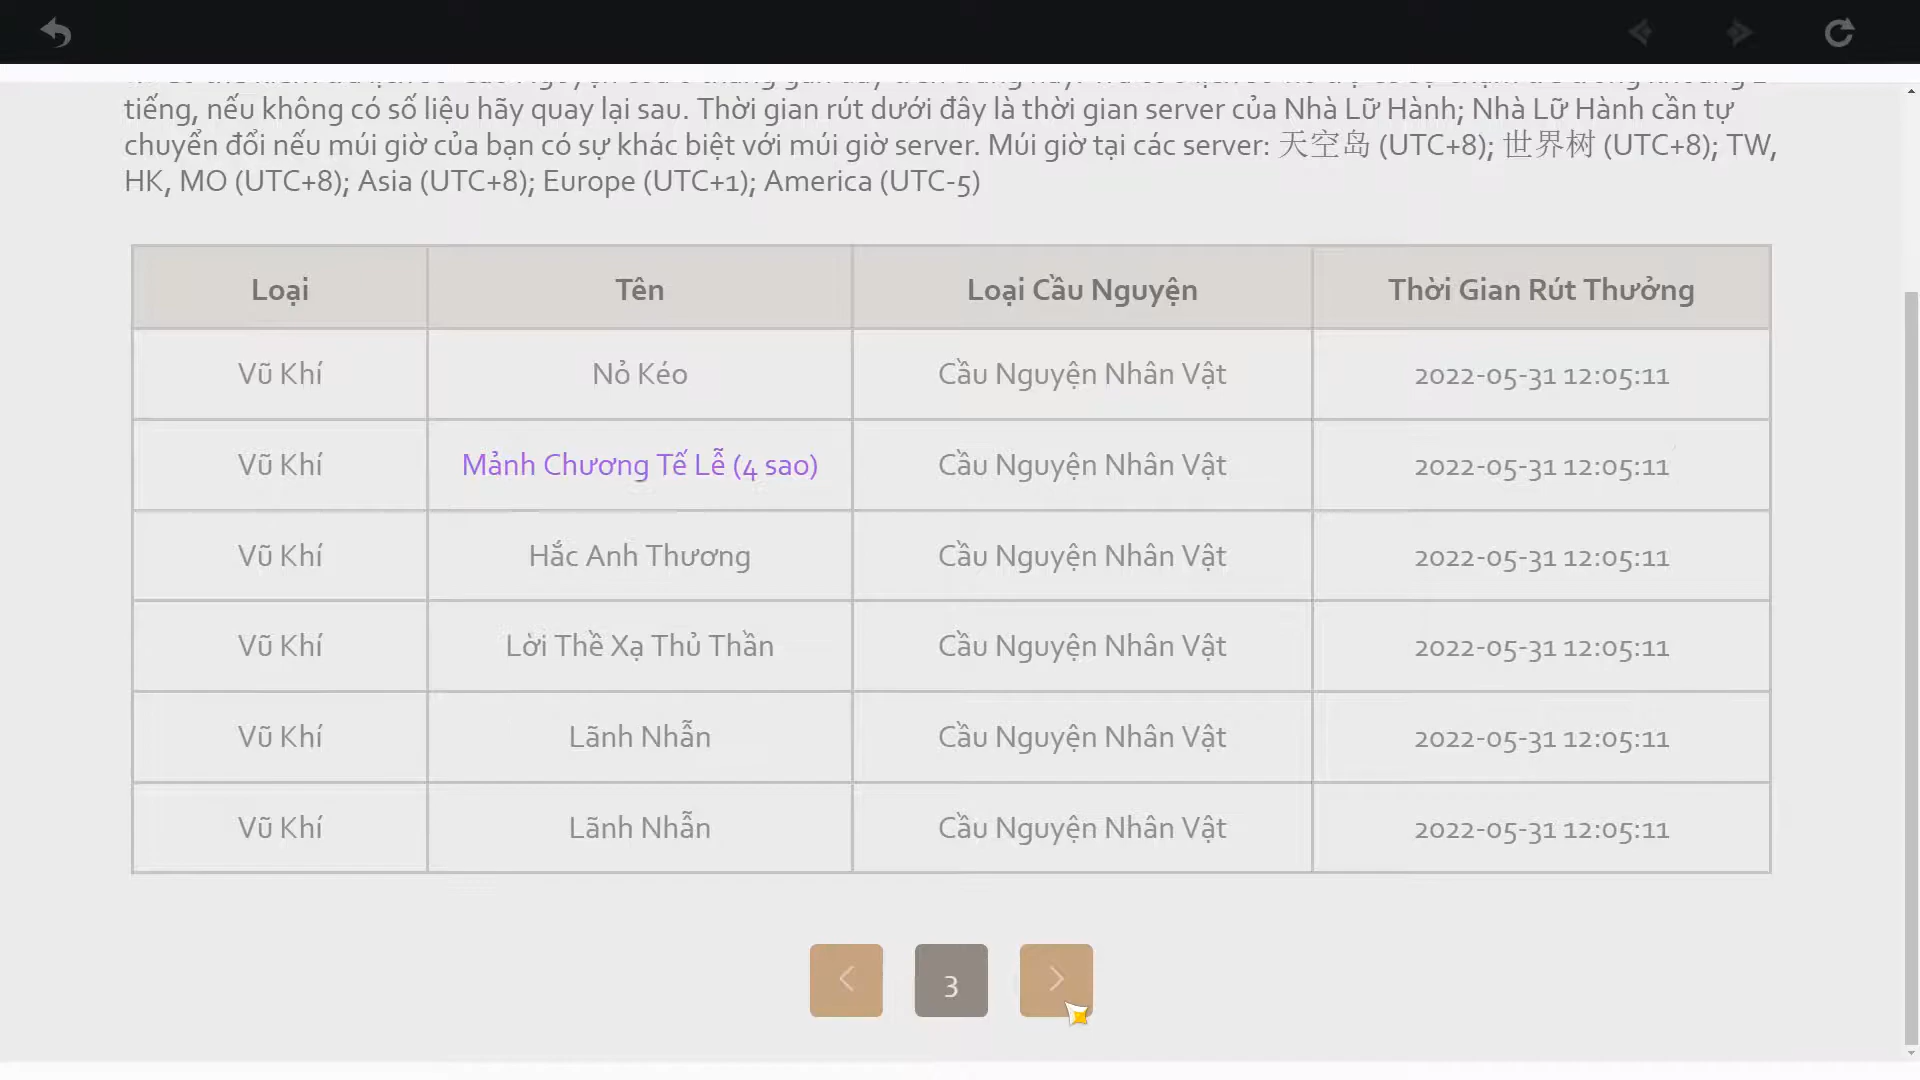 tiếng, nếu không có số liệu hãy quay lại sau. Thời gian rút dưới đây là thời gian server của Nhà Lữ Hành; Nhà Lữ Hành cần tự
chuyển đổi nếu múi giờ của bạn có sự khác biệt với múi giờ server. Múi giờ tại các server: 天空岛 (UTC+8); 世界树 (UTC+8); TW,
HK, MO (UTC+8); Asia (UTC+8); Europe (UTC+1); America (UTC-5)
Loại Tên Loại Cầu Nguyện Thời Gian Rút Thưởng
Vũ Khí Nỏ Kéo Cầu Nguyện Nhân Vật 2022-05-31 12:05:11
Vũ Khí Mảnh Chương Tế Lễ (4 sao) Cầu Nguyện Nhân Vật 2022-05-31 12:05:11
Vũ Khí Hắc Anh Thương Cầu Nguyện Nhân Vật 2022-05-31 12:05:11
Vũ Khí Lời Thề Xạ Thủ Thần Cầu Nguyện Nhân Vật 2022-05-31 12:05:11
Vũ Khí Lãnh Nhẫn Cầu Nguyện Nhân Vật 2022-05-31 12:05:11
Vũ Khí Lãnh Nhẫn Cầu Nguyện Nhân Vật 2022-05-31 12:05:11
3